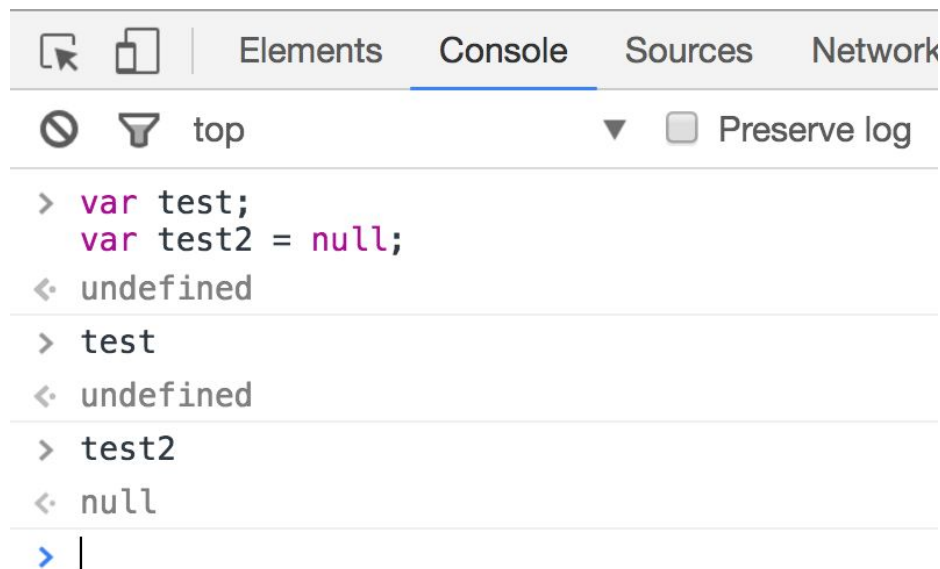 Elements Console Sources Network
top ▼ Preserve log
> var test;
var test2 = null;
<· undefined
> test
<· undefined
> test2
<· null
>